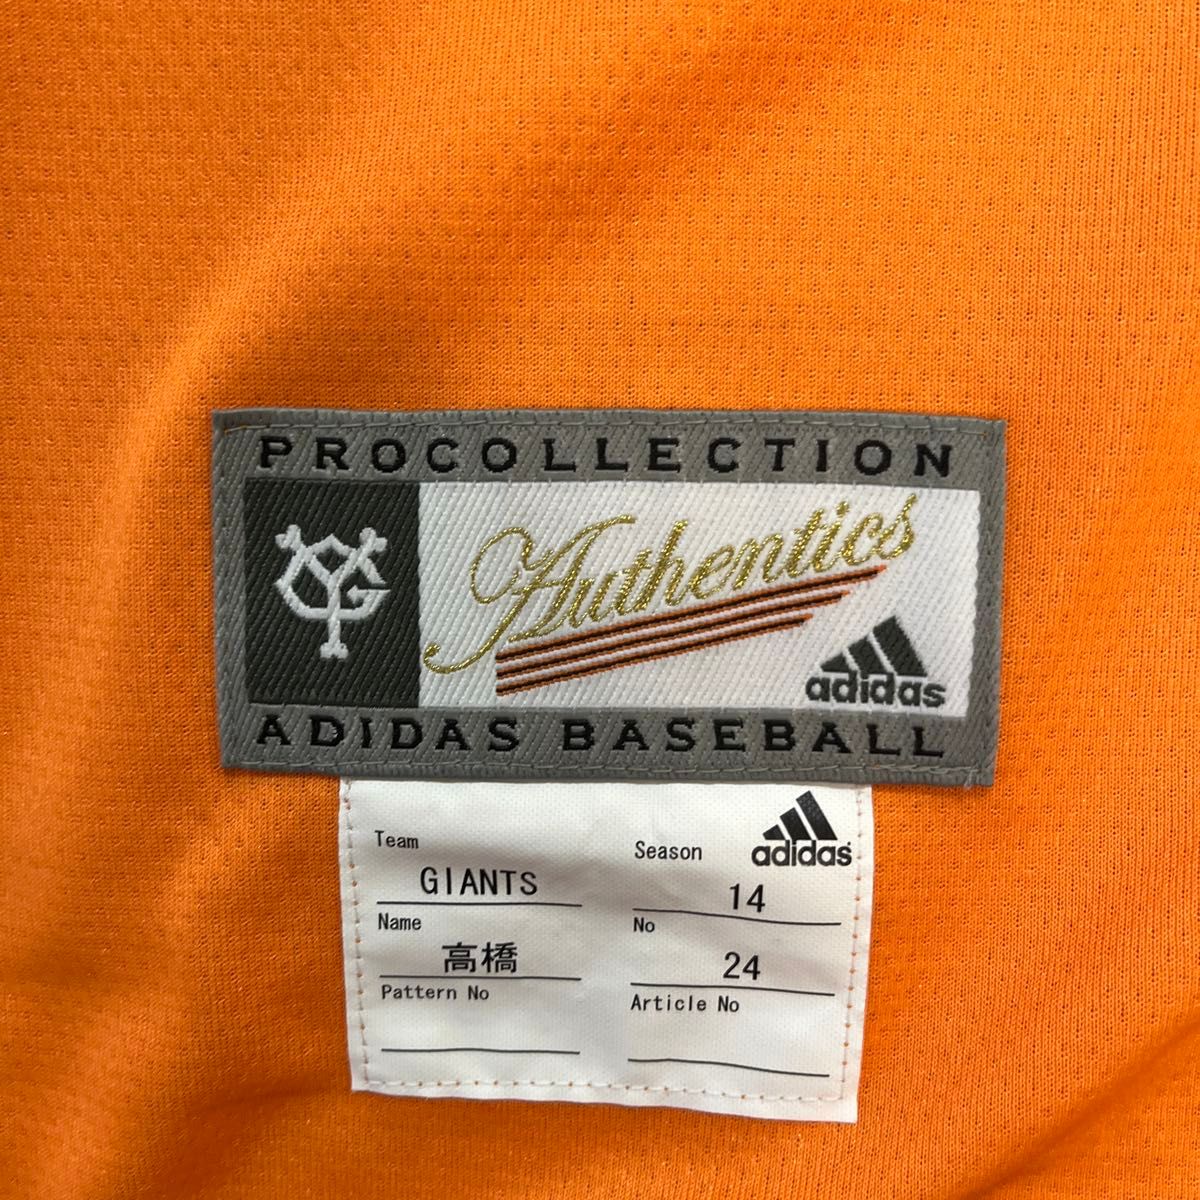 PROCOLLECTION
YG
Authentics
adidas
ADIDAS BASEBALL
adidas
Team
GIANTS
Season
14
Name
高橋
No
24
Pattern No
Article No